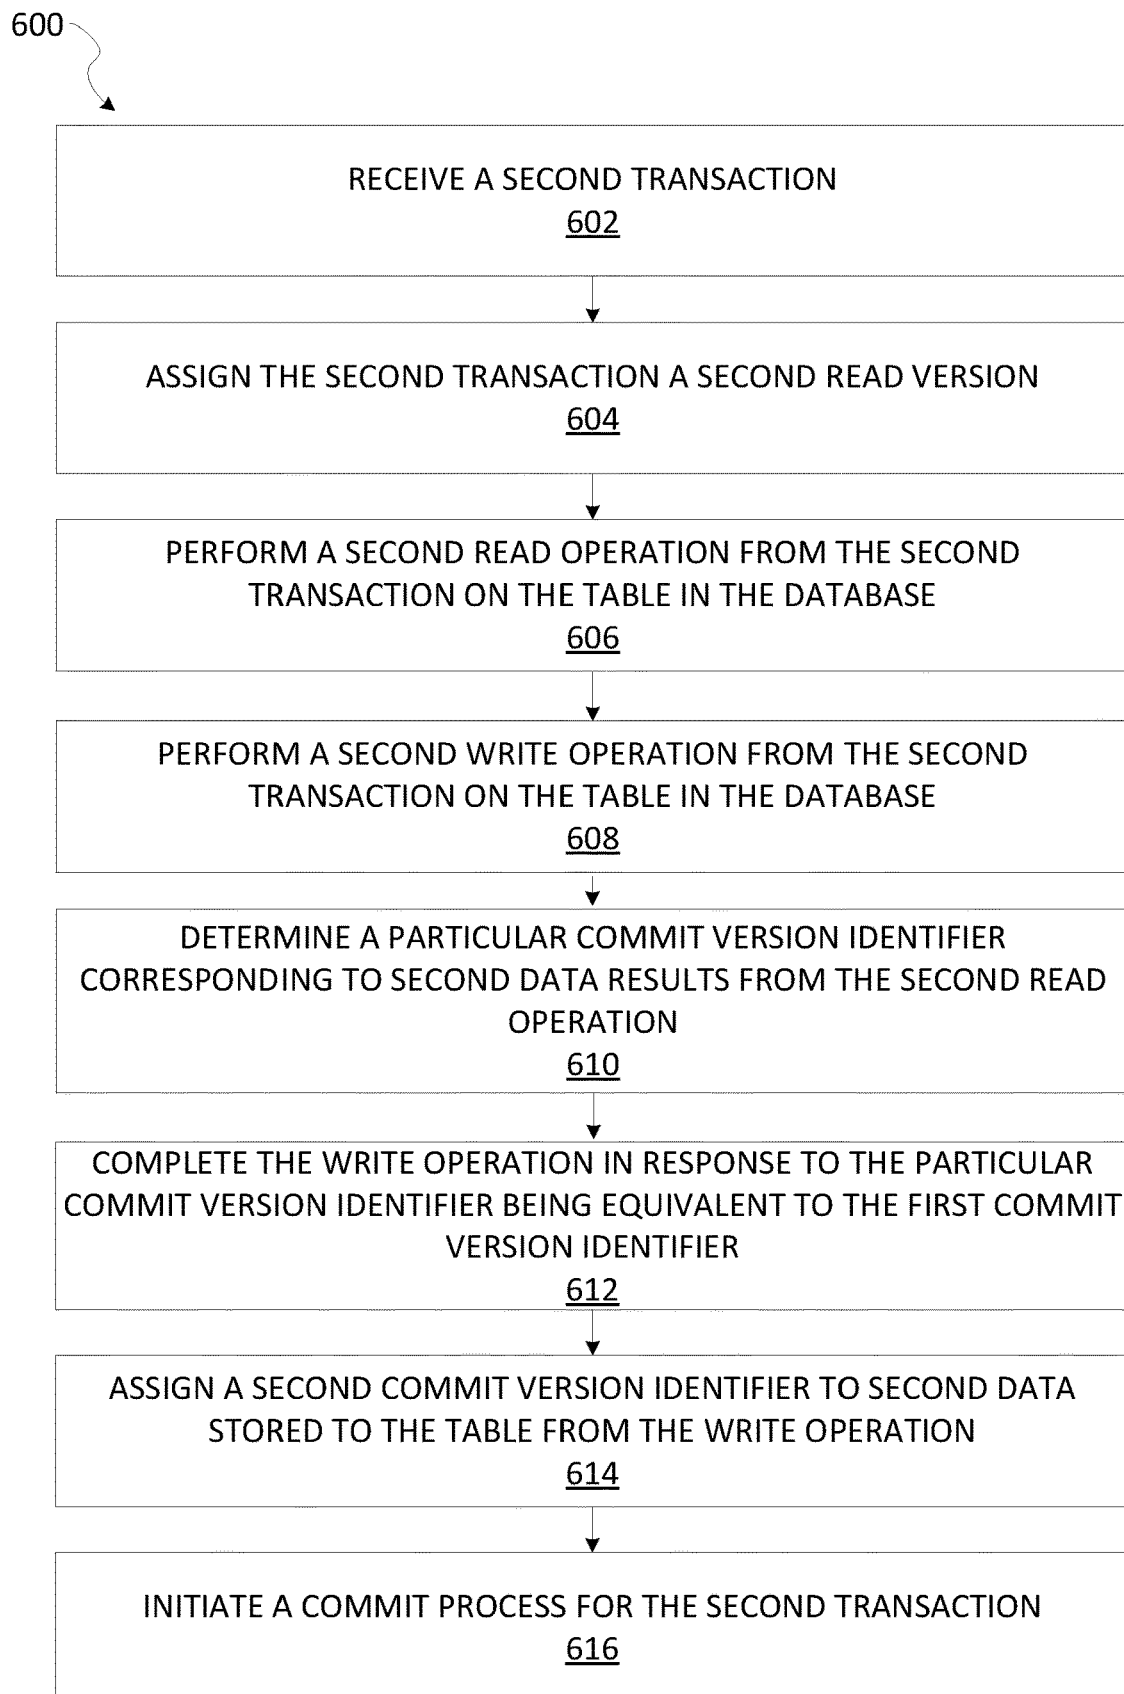 600
RECEIVE A SECOND TRANSACTION
602
ASSIGN THE SECOND TRANSACTION A SECOND READ VERSION
604
PERFORM A SECOND READ OPERATION FROM THE SECOND
TRANSACTION ON THE TABLE IN THE DATABASE
606
PERFORM A SECOND WRITE OPERATION FROM THE SECOND
TRANSACTION ON THE TABLE IN THE DATABASE
608
DETERMINE A PARTICULAR COMMIT VERSION IDENTIFIER
CORRESPONDING TO SECOND DATA RESULTS FROM THE SECOND READ
OPERATION
610
COMPLETE THE WRITE OPERATION IN RESPONSE TO THE PARTICULAR
COMMIT VERSION IDENTIFIER BEING EQUIVALENT TO THE FIRST COMMIT
VERSION IDENTIFIER
612
ASSIGN A SECOND COMMIT VERSION IDENTIFIER TO SECOND DATA
STORED TO THE TABLE FROM THE WRITE OPERATION
614
INITIATE A COMMIT PROCESS FOR THE SECOND TRANSACTION
616